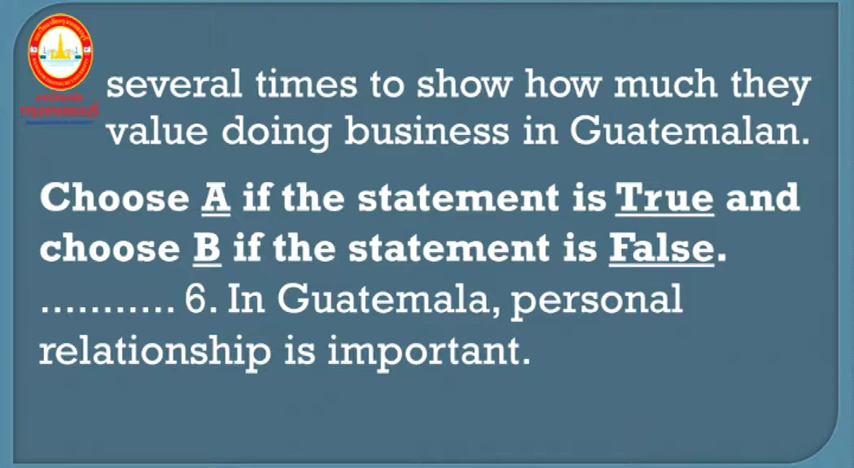 several times to show how much they
value doing business in Guatemalan.
Choose A if the statement is True and
choose B if the statement is False.
........... 6. In Guatemala, personal
relationship is important.